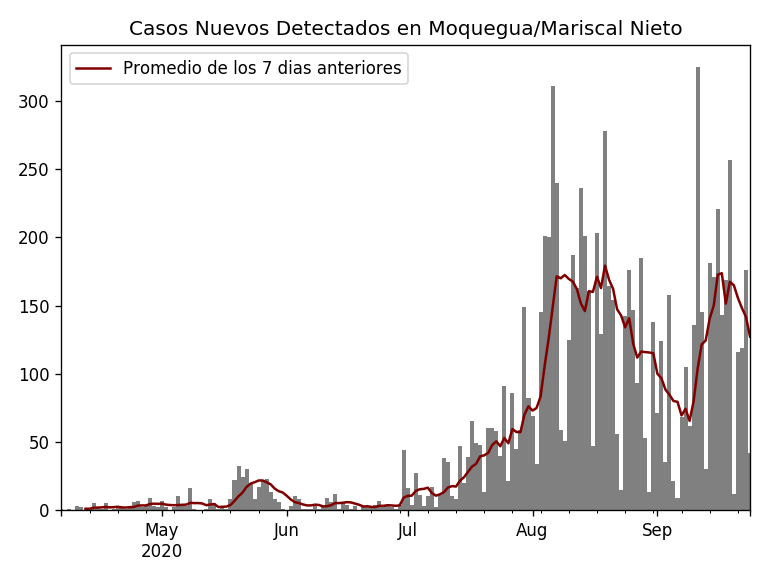 Casos Nuevos Detectados en Moquegua/Mariscal Nieto
Promedio de los 7 dias anteriores
300
250
200
150
100
50
0
May Jun Jul Aug Sep
2020